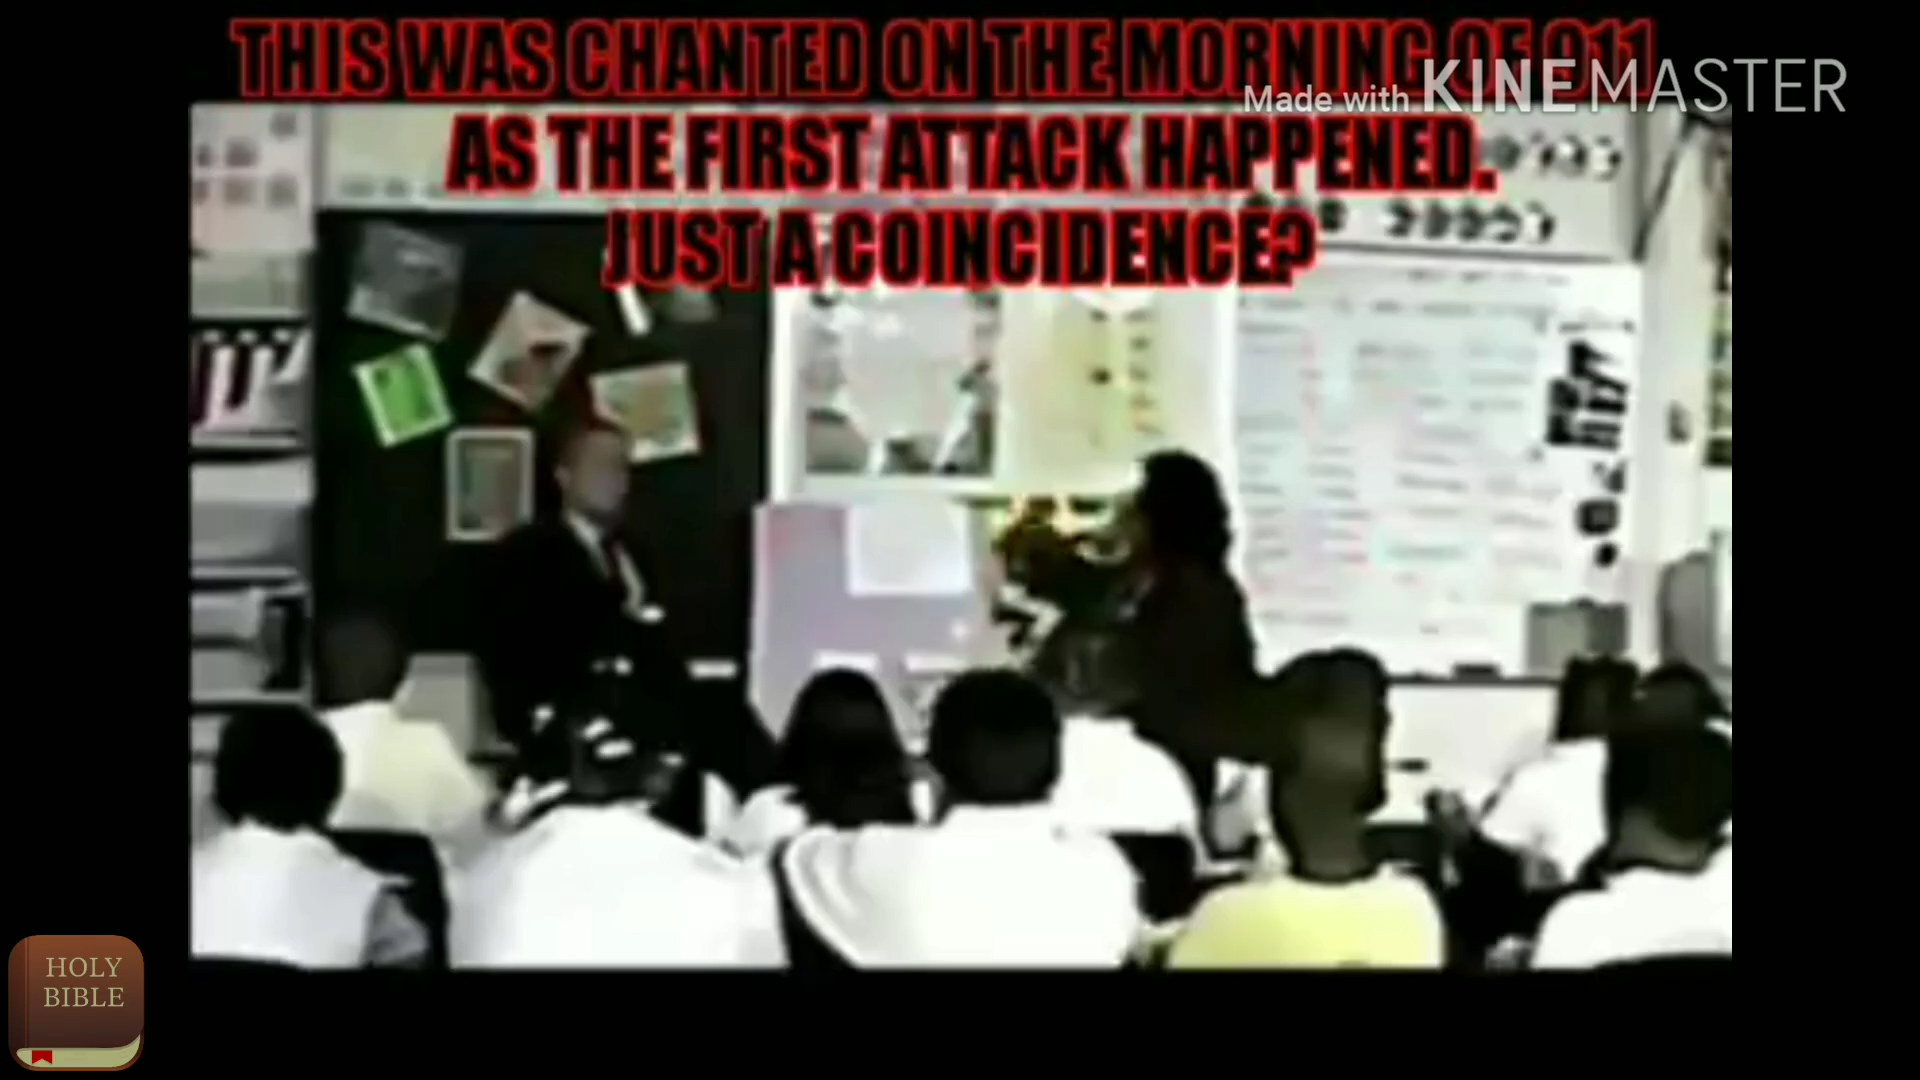 THIS WAS CHANTED ON THE MORNING OF 911
Made with KINEMASTER
AS THE FIRST ATTACK HAPPENED.
JUST A COINCIDENCE?
HOLY
BIBLE